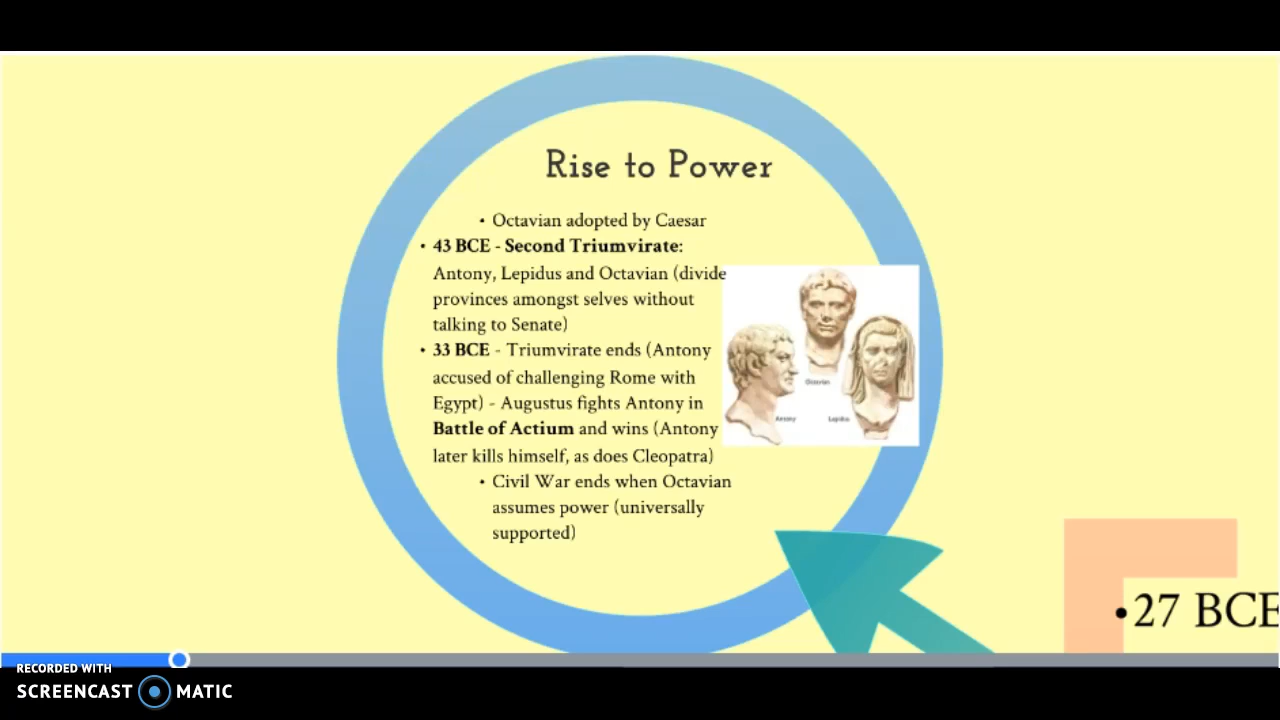 Rise to Power
• Octavian adopted by Caesar
• 43 BCE - Second Triumvirate:
Antony, Lepidus and Octavian (divide
provinces amongst selves without
talking to Senate)
• 33 BCE - Triumvirate ends (Antony
accused of challenging Rome with
Egypt) - Augustus fights Antony in
Battle of Actium and wins (Antony
later kills himself, as does Cleopatra)
• Civil War ends when Octavian
assumes power (universally
supported)
Octavian
Antony
Lepidus
•27 BCE
RECORDED WITH
SCREENCAST MATIC